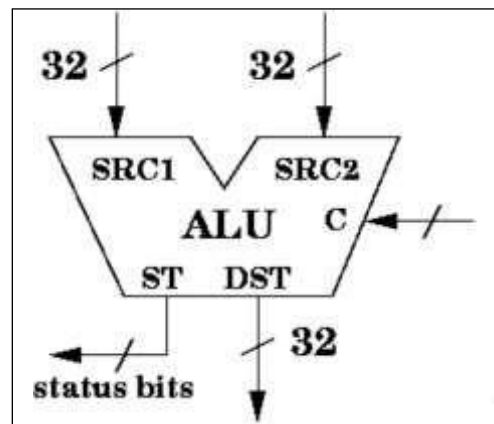 32 32
SRC1 SRC2
ALU C
ST DST
32
status bits